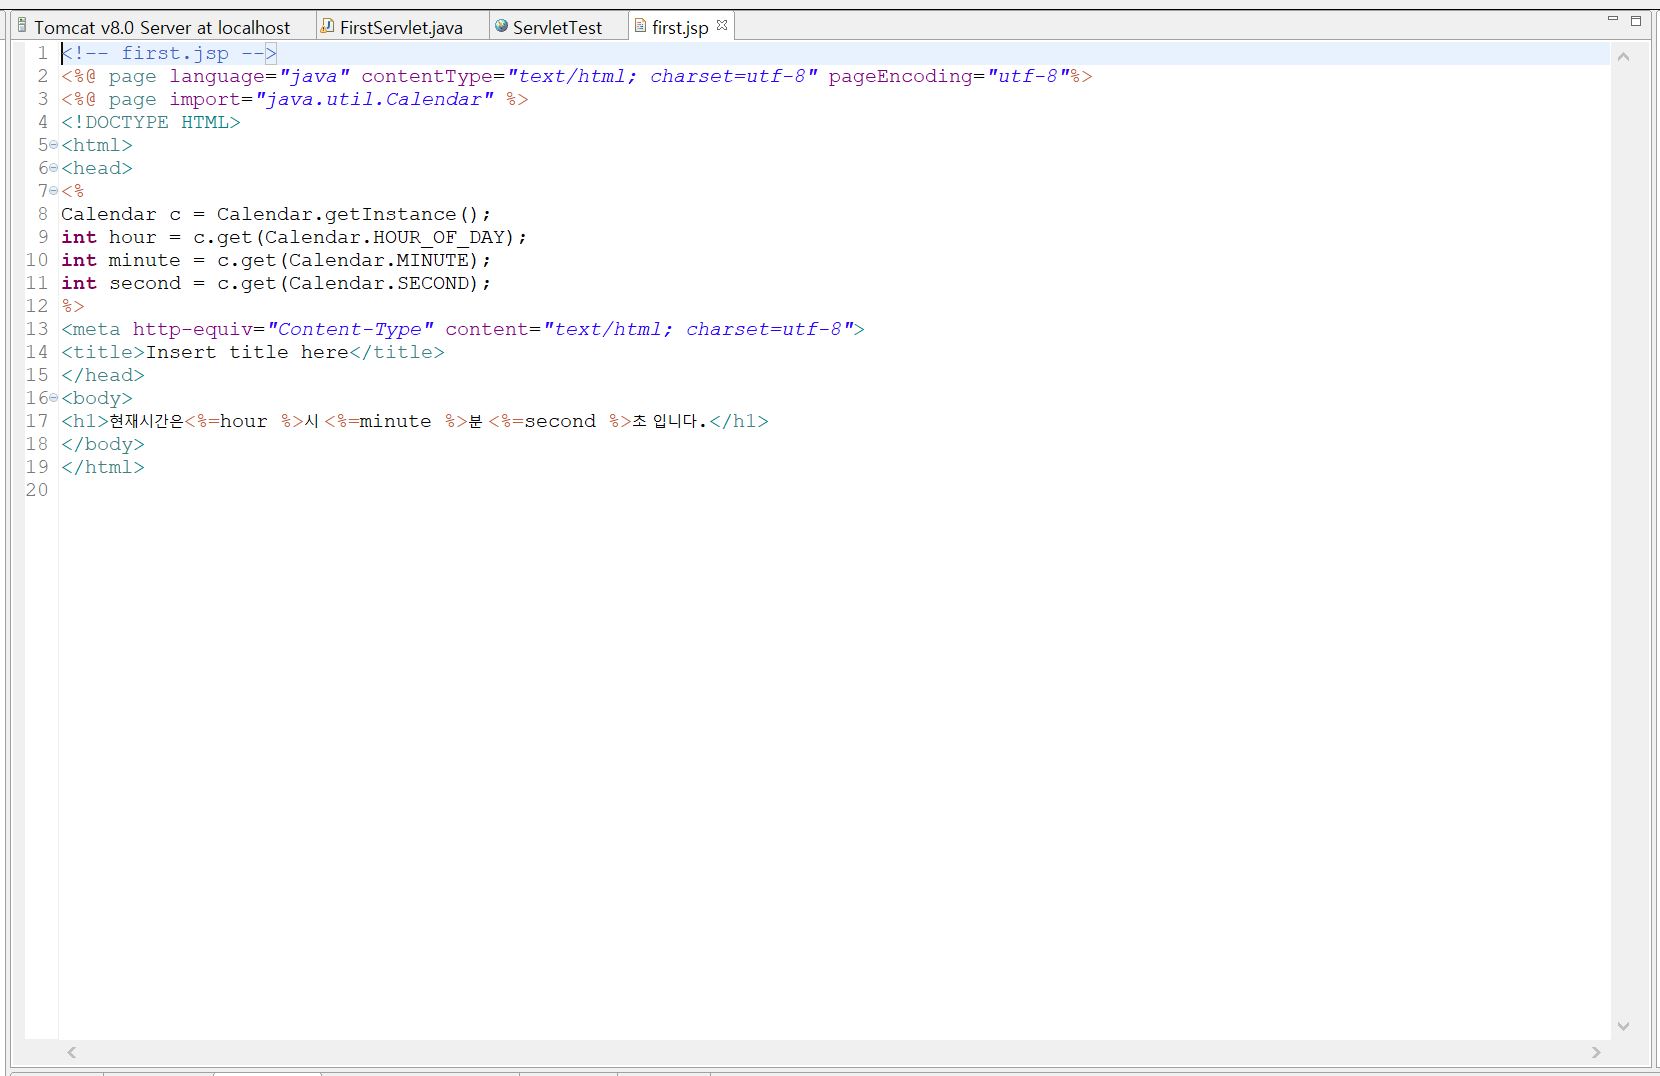 Tomcat v8.0 Server at localhost FirstServlet.java ServletTest first.jsp
1 <!-- first.jsp -->
2 <%@ page language="java" contentType="text/html; charset=utf-8" pageEncoding="utf-8"%>
3 <%@ page import="java.util.Calendar" %>
4 <!DOCTYPE HTML>
5 <html>
6 <head>
7 <%
8 Calendar c = Calendar.getInstance();
9 int hour = c.get(Calendar.HOUR_OF_DAY);
10 int minute = c.get(Calendar.MINUTE);
11 int second = c.get(Calendar.SECOND);
12 %>
13 <meta http-equiv="Content-Type" content="text/html; charset=utf-8">
14 <title>Insert title here</title>
15 </head>
16 <body>
17 <h1>현재시간은<%=hour %>시 <%=minute %>분 <%=second %>초 입니다.</h1>
18 </body>
19 </html>
20